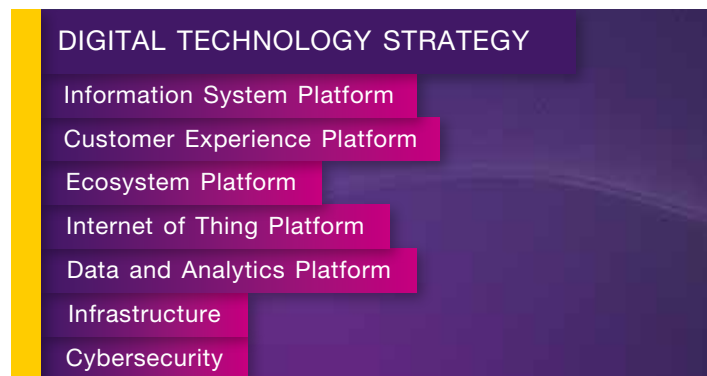 DIGITAL TECHNOLOGY STRATEGY
Information System Platform
Customer Experience Platform
Ecosystem Platform
Internet of Thing Platform
Data and Analytics Platform
Infrastructure
Cybersecurity